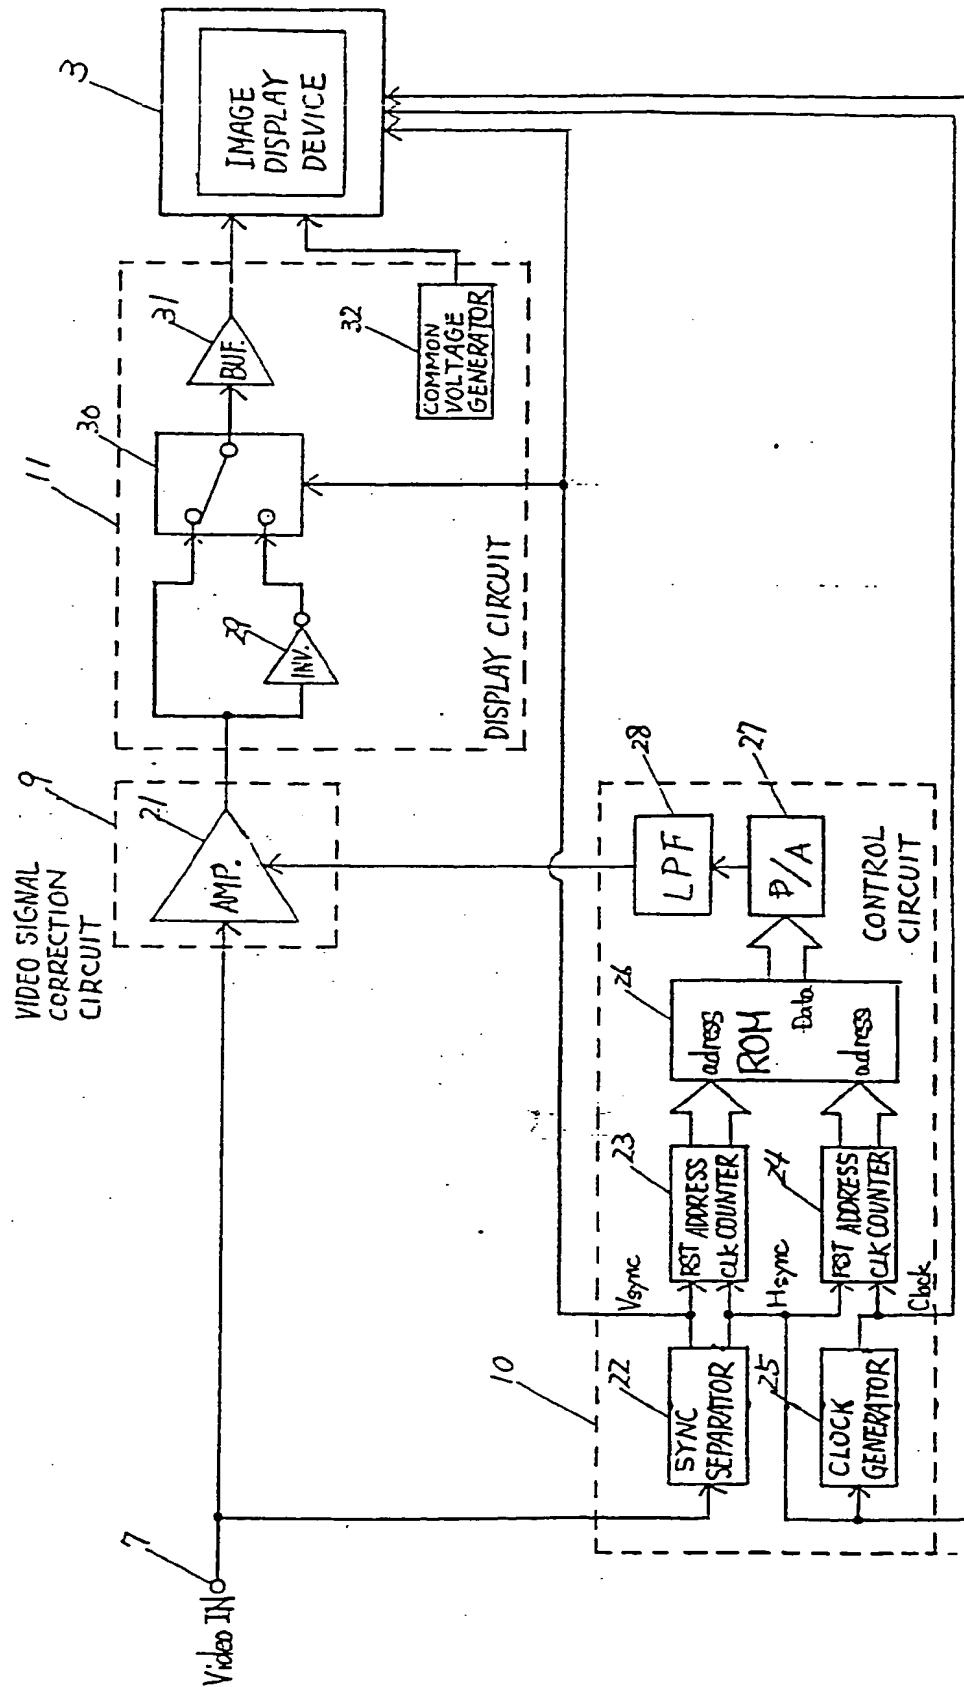 Video IN
7
VIDEO SIGNAL
CORRECTION
CIRCUIT
9
21
AMP.
11
29
INV.
30
31
BUF.
32
COMMON
VOLTAGE
GENERATOR
DISPLAY CIRCUIT
3
IMAGE
DISPLAY
DEVICE
10
22
SYNC
SEPARATOR
25
CLOCK
GENERATOR
Vsync
Hsync
Clock
23
RST ADDRESS
CLK COUNTER
24
RST ADDRESS
CLK COUNTER
26
adress
ROM
Data
adress
27
D/A
28
LPF
CONTROL
CIRCUIT